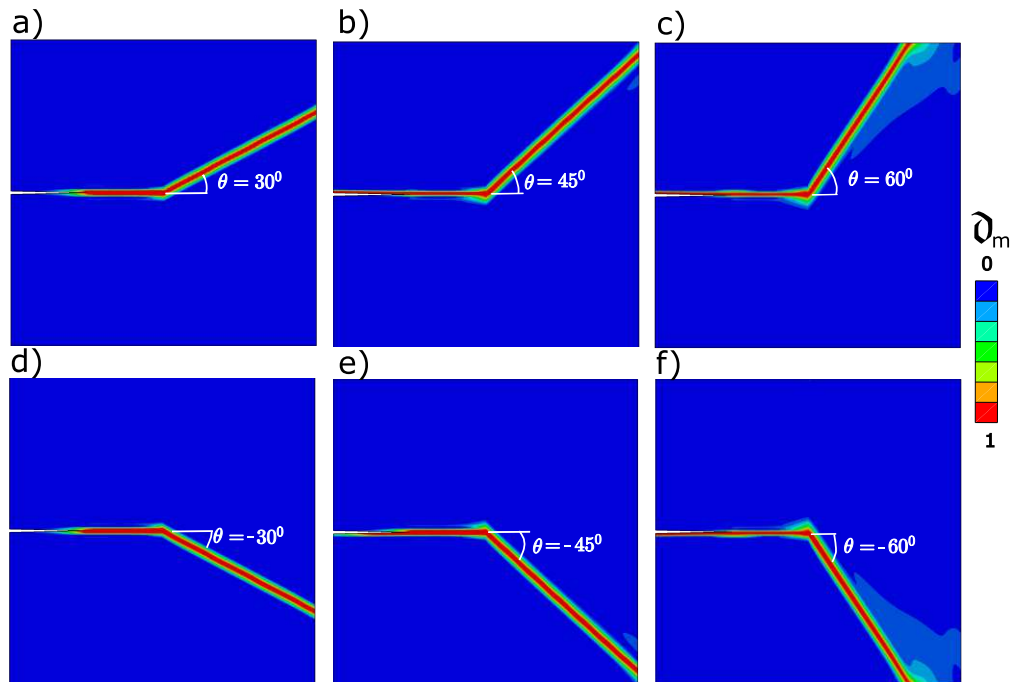 a)
b)
c)
θ = 30⁰
θ = 45⁰
θ = 60⁰
𝔡ₘ
0
1
d)
e)
f)
θ = -30⁰
θ = -45⁰
θ = -60⁰